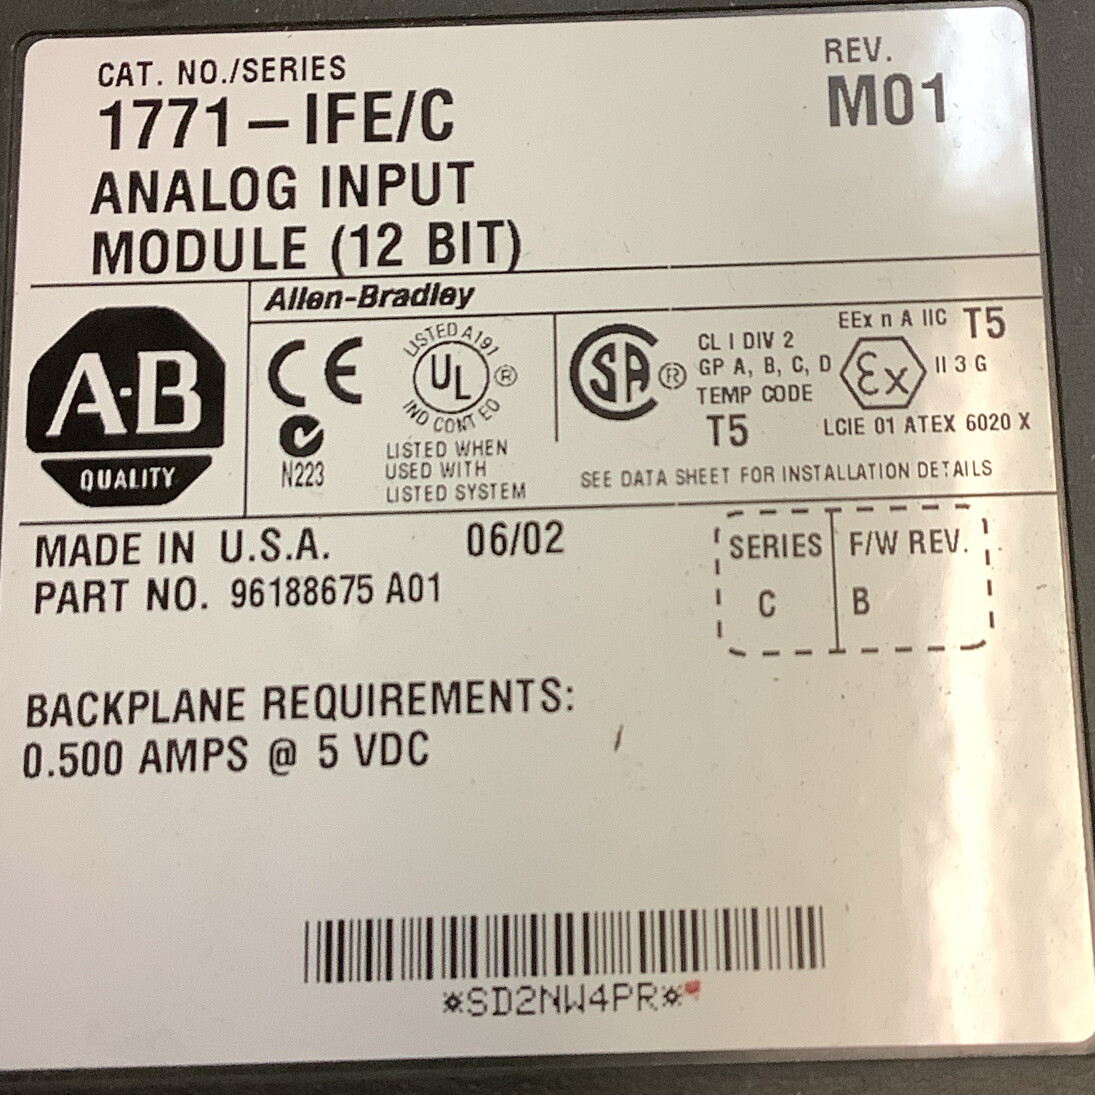 CAT. NO./SERIES
1771-IFE/C
ANALOG INPUT
MODULE (12 BIT)
REV.
M01
Allen-Bradley
A-B
QUALITY
CE
N223
LISTED A191
UL ®
IND CONT EQ
LISTED WHEN
USED WITH
LISTED SYSTEM
SA ®
CL I DIV 2
GP A, B, C, D
TEMP CODE
T5
EEx n A IIC T5
Ex II 3 G
LCIE 01 ATEX 6020 X
SEE DATA SHEET FOR INSTALLATION DETAILS
MADE IN U.S.A. 06/02
PART NO. 96188675 A01
SERIES F/W REV.
C B
BACKPLANE REQUIREMENTS:
0.500 AMPS @ 5 VDC
*SD2NW4PR*